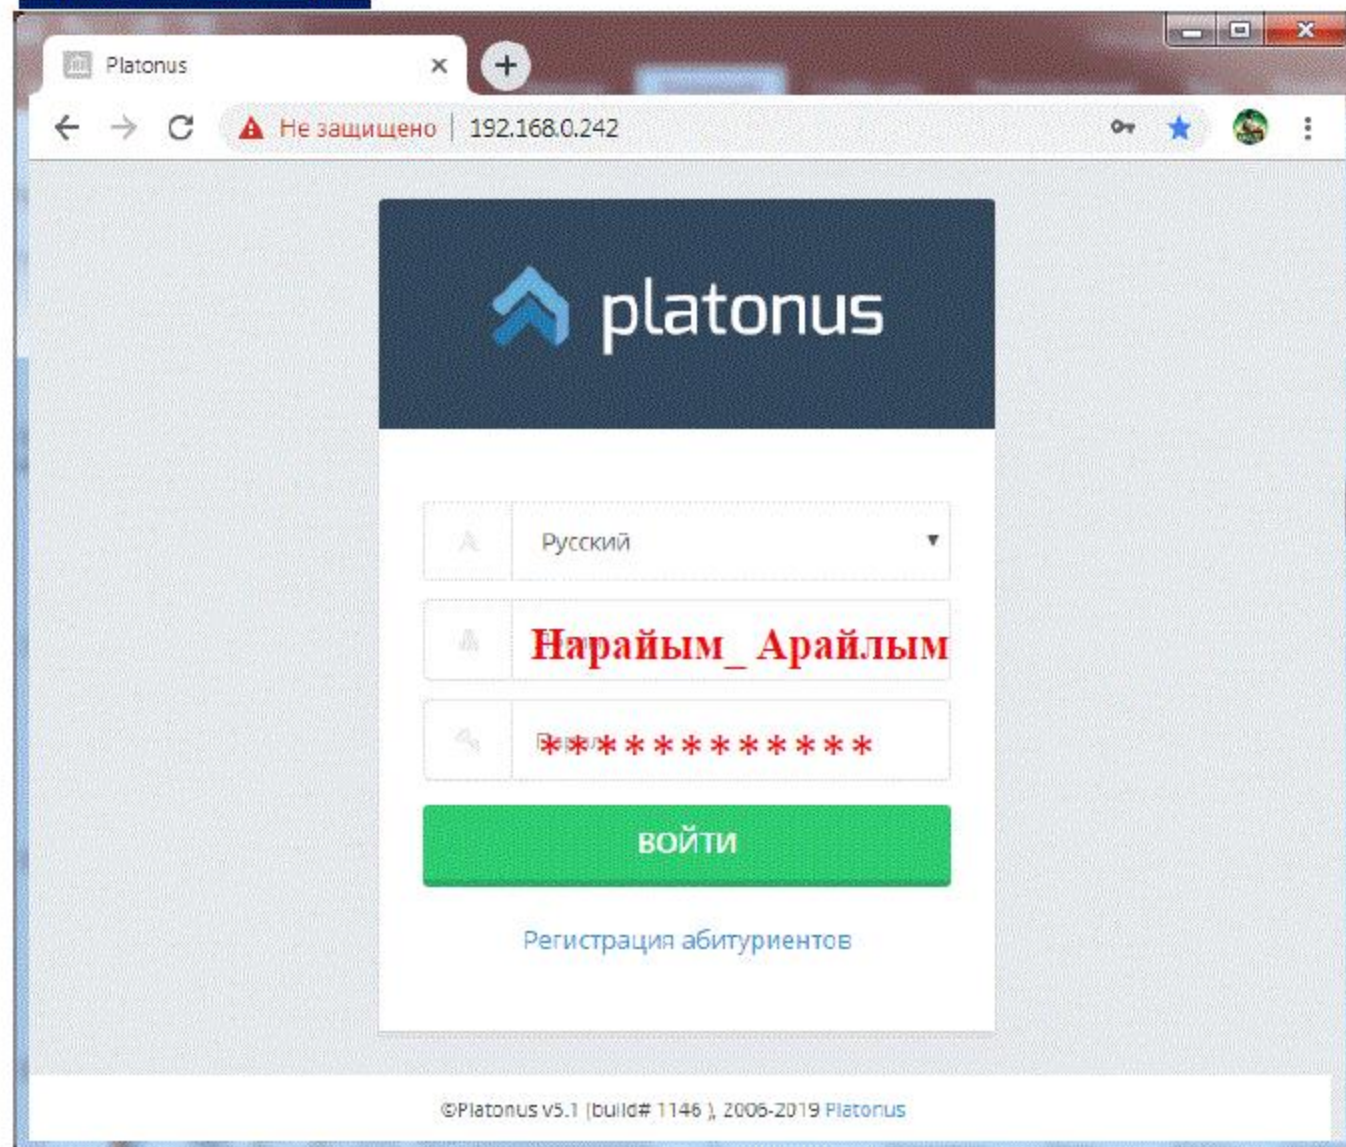 Platonus
Не защищено | 192.168.0.242
platonus
Русский
Нарайым_ Арайлым
************
ВОЙТИ
Регистрация абитуриентов
©Platonus v5.1 (build# 1146 ), 2006-2019 Platonus